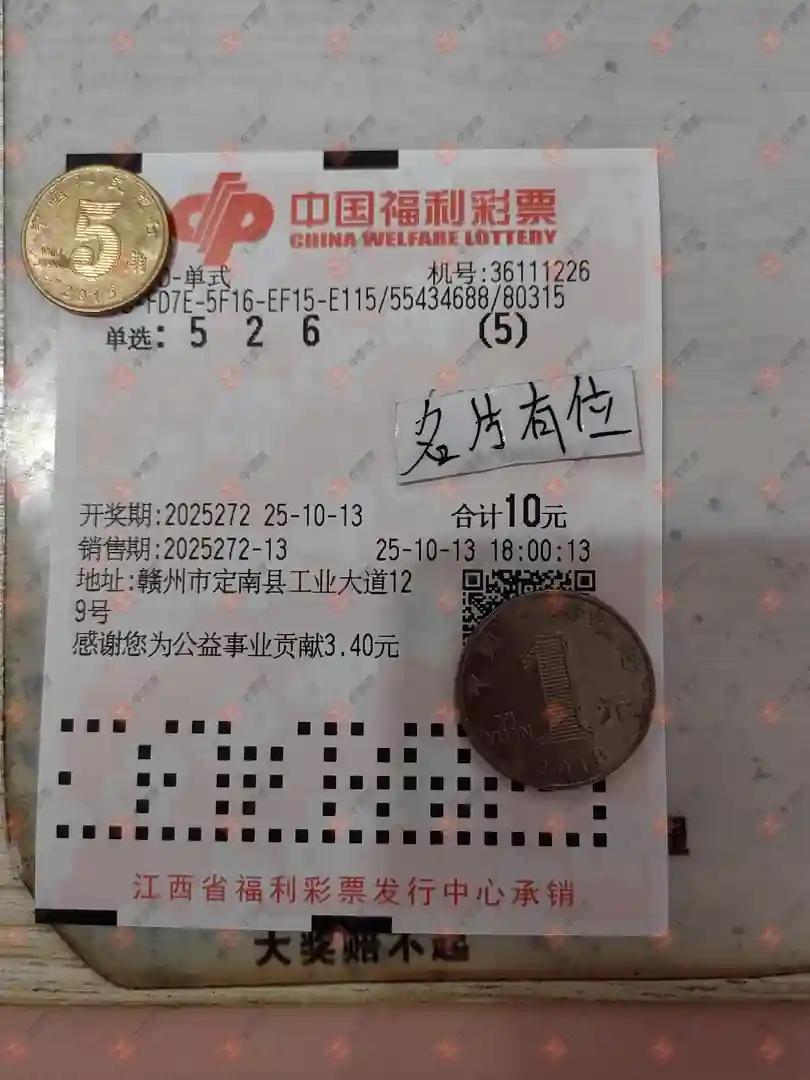 中国福利彩票
CHINA WELFARE LOTTERY
D-单式 机号:36111226
FD7E-5F16-EF15-E115/55434688/80315
单选: 5 2 6 (5)
名片有位
开奖期:2025272 25-10-13 合计10元
销售期:2025272-13 25-10-13 18:00:13
地址:赣州市定南县工业大道12
9号
感谢您为公益事业贡献3.40元
江西省福利彩票发行中心承销
大奖赔不起
5 角
1 元